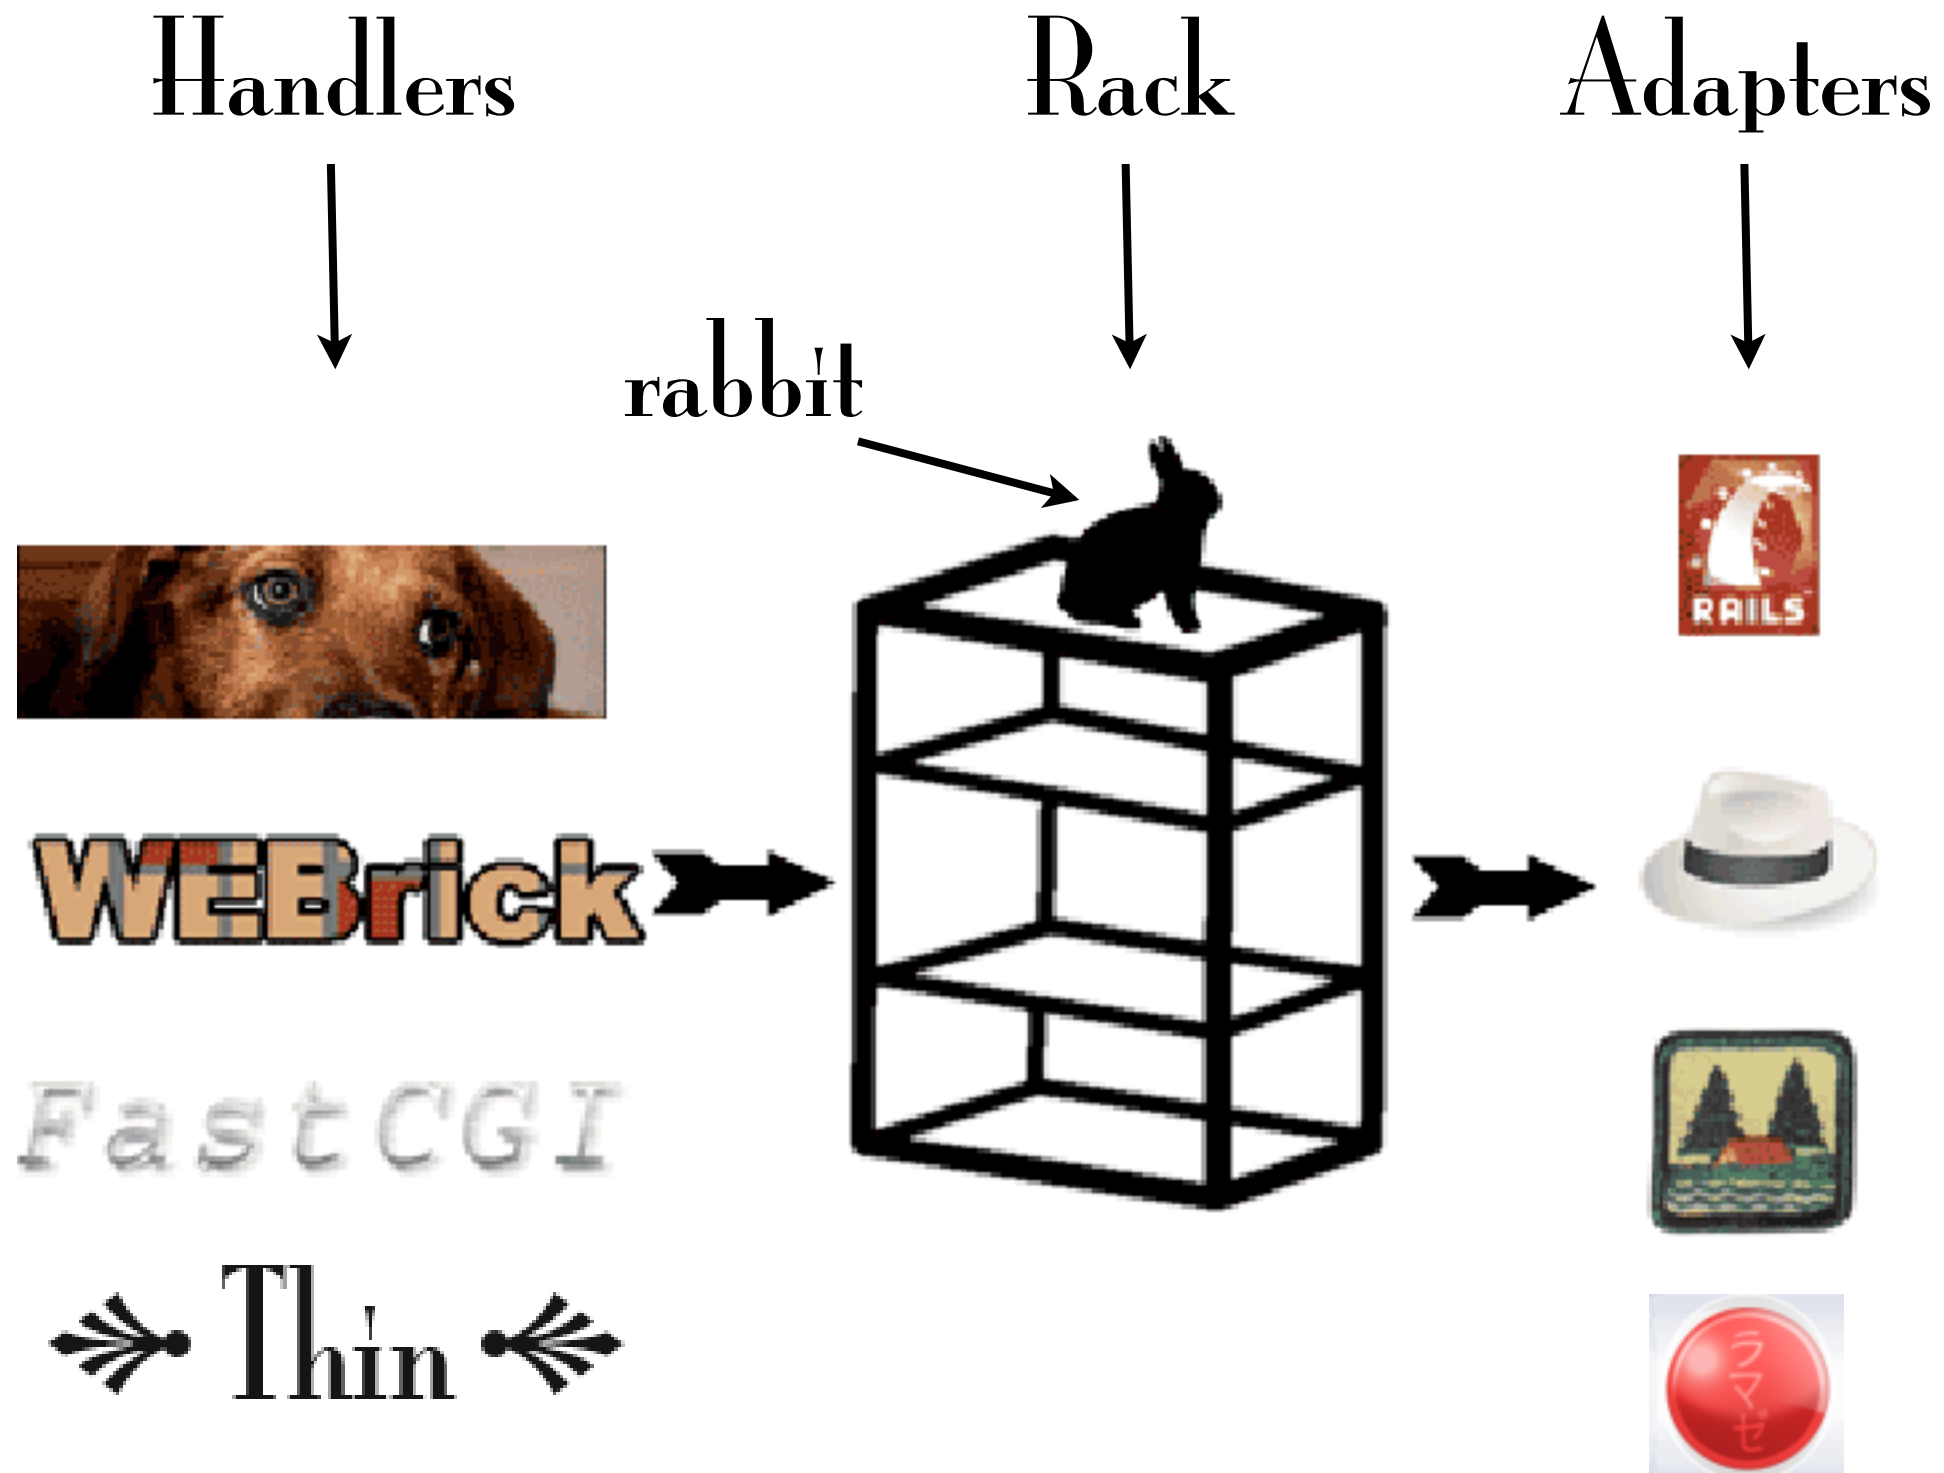 Handlers
Rack
Adapters
rabbit
RAILS
WEBrick
FastCGI
Thin
ラマゼ